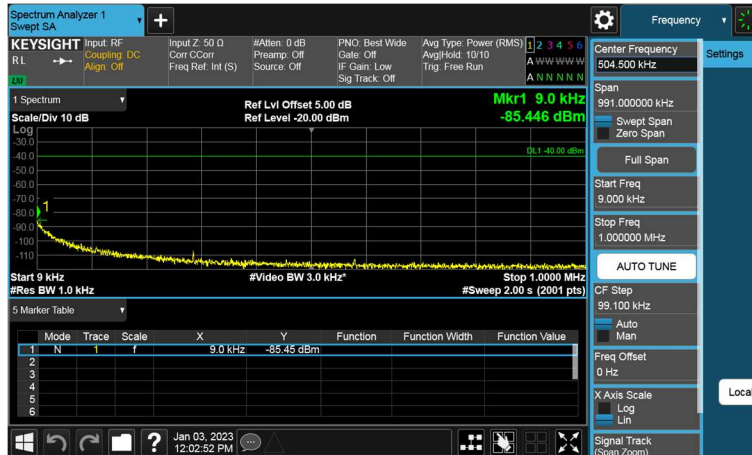 Spectrum Analyzer 1
Swept SA
Frequency
KEYSIGHT
R L
LXI
Input: RF
Coupling: DC
Align: Off
Input Z: 50 Ω
Corr CCorr
Freq Ref: Int (S)
#Atten: 0 dB
Preamp: Off
Source: Off
PNO: Best Wide
Gate: Off
IF Gain: Low
Sig Track: Off
Avg Type: Power (RMS)
Avg|Hold: 10/10
Trig: Free Run
1 2 3 4 5 6
A W W W W W
A N N N N N
1 Spectrum
Scale/Div 10 dB
Ref Lvl Offset 5.00 dB
Ref Level -20.00 dBm
Mkr1 9.0 kHz
-85.446 dBm
Log
-30.0
-40.0
-50.0
-60.0
-70.0
-80.0
-90.0
-100
-110
DL1 -40.00 dBm
1
Start 9 kHz
#Res BW 1.0 kHz
#Video BW 3.0 kHz*
Stop 1.0000 MHz
#Sweep 2.00 s (2001 pts)
5 Marker Table
Mode Trace Scale X Y Function Function Width Function Value
1 N 1 f 9.0 kHz -85.45 dBm
2
3
4
5
6
Jan 03, 2023
12:02:52 PM
Center Frequency
504.500 kHz
Settings
Span
991.000000 kHz
Swept Span
Zero Span
Full Span
Start Freq
9.000 kHz
Stop Freq
1.000000 MHz
AUTO TUNE
CF Step
99.100 kHz
Auto
Man
Freq Offset
0 Hz
X Axis Scale
Log
Lin
Local
Signal Track
(Span Zoom)